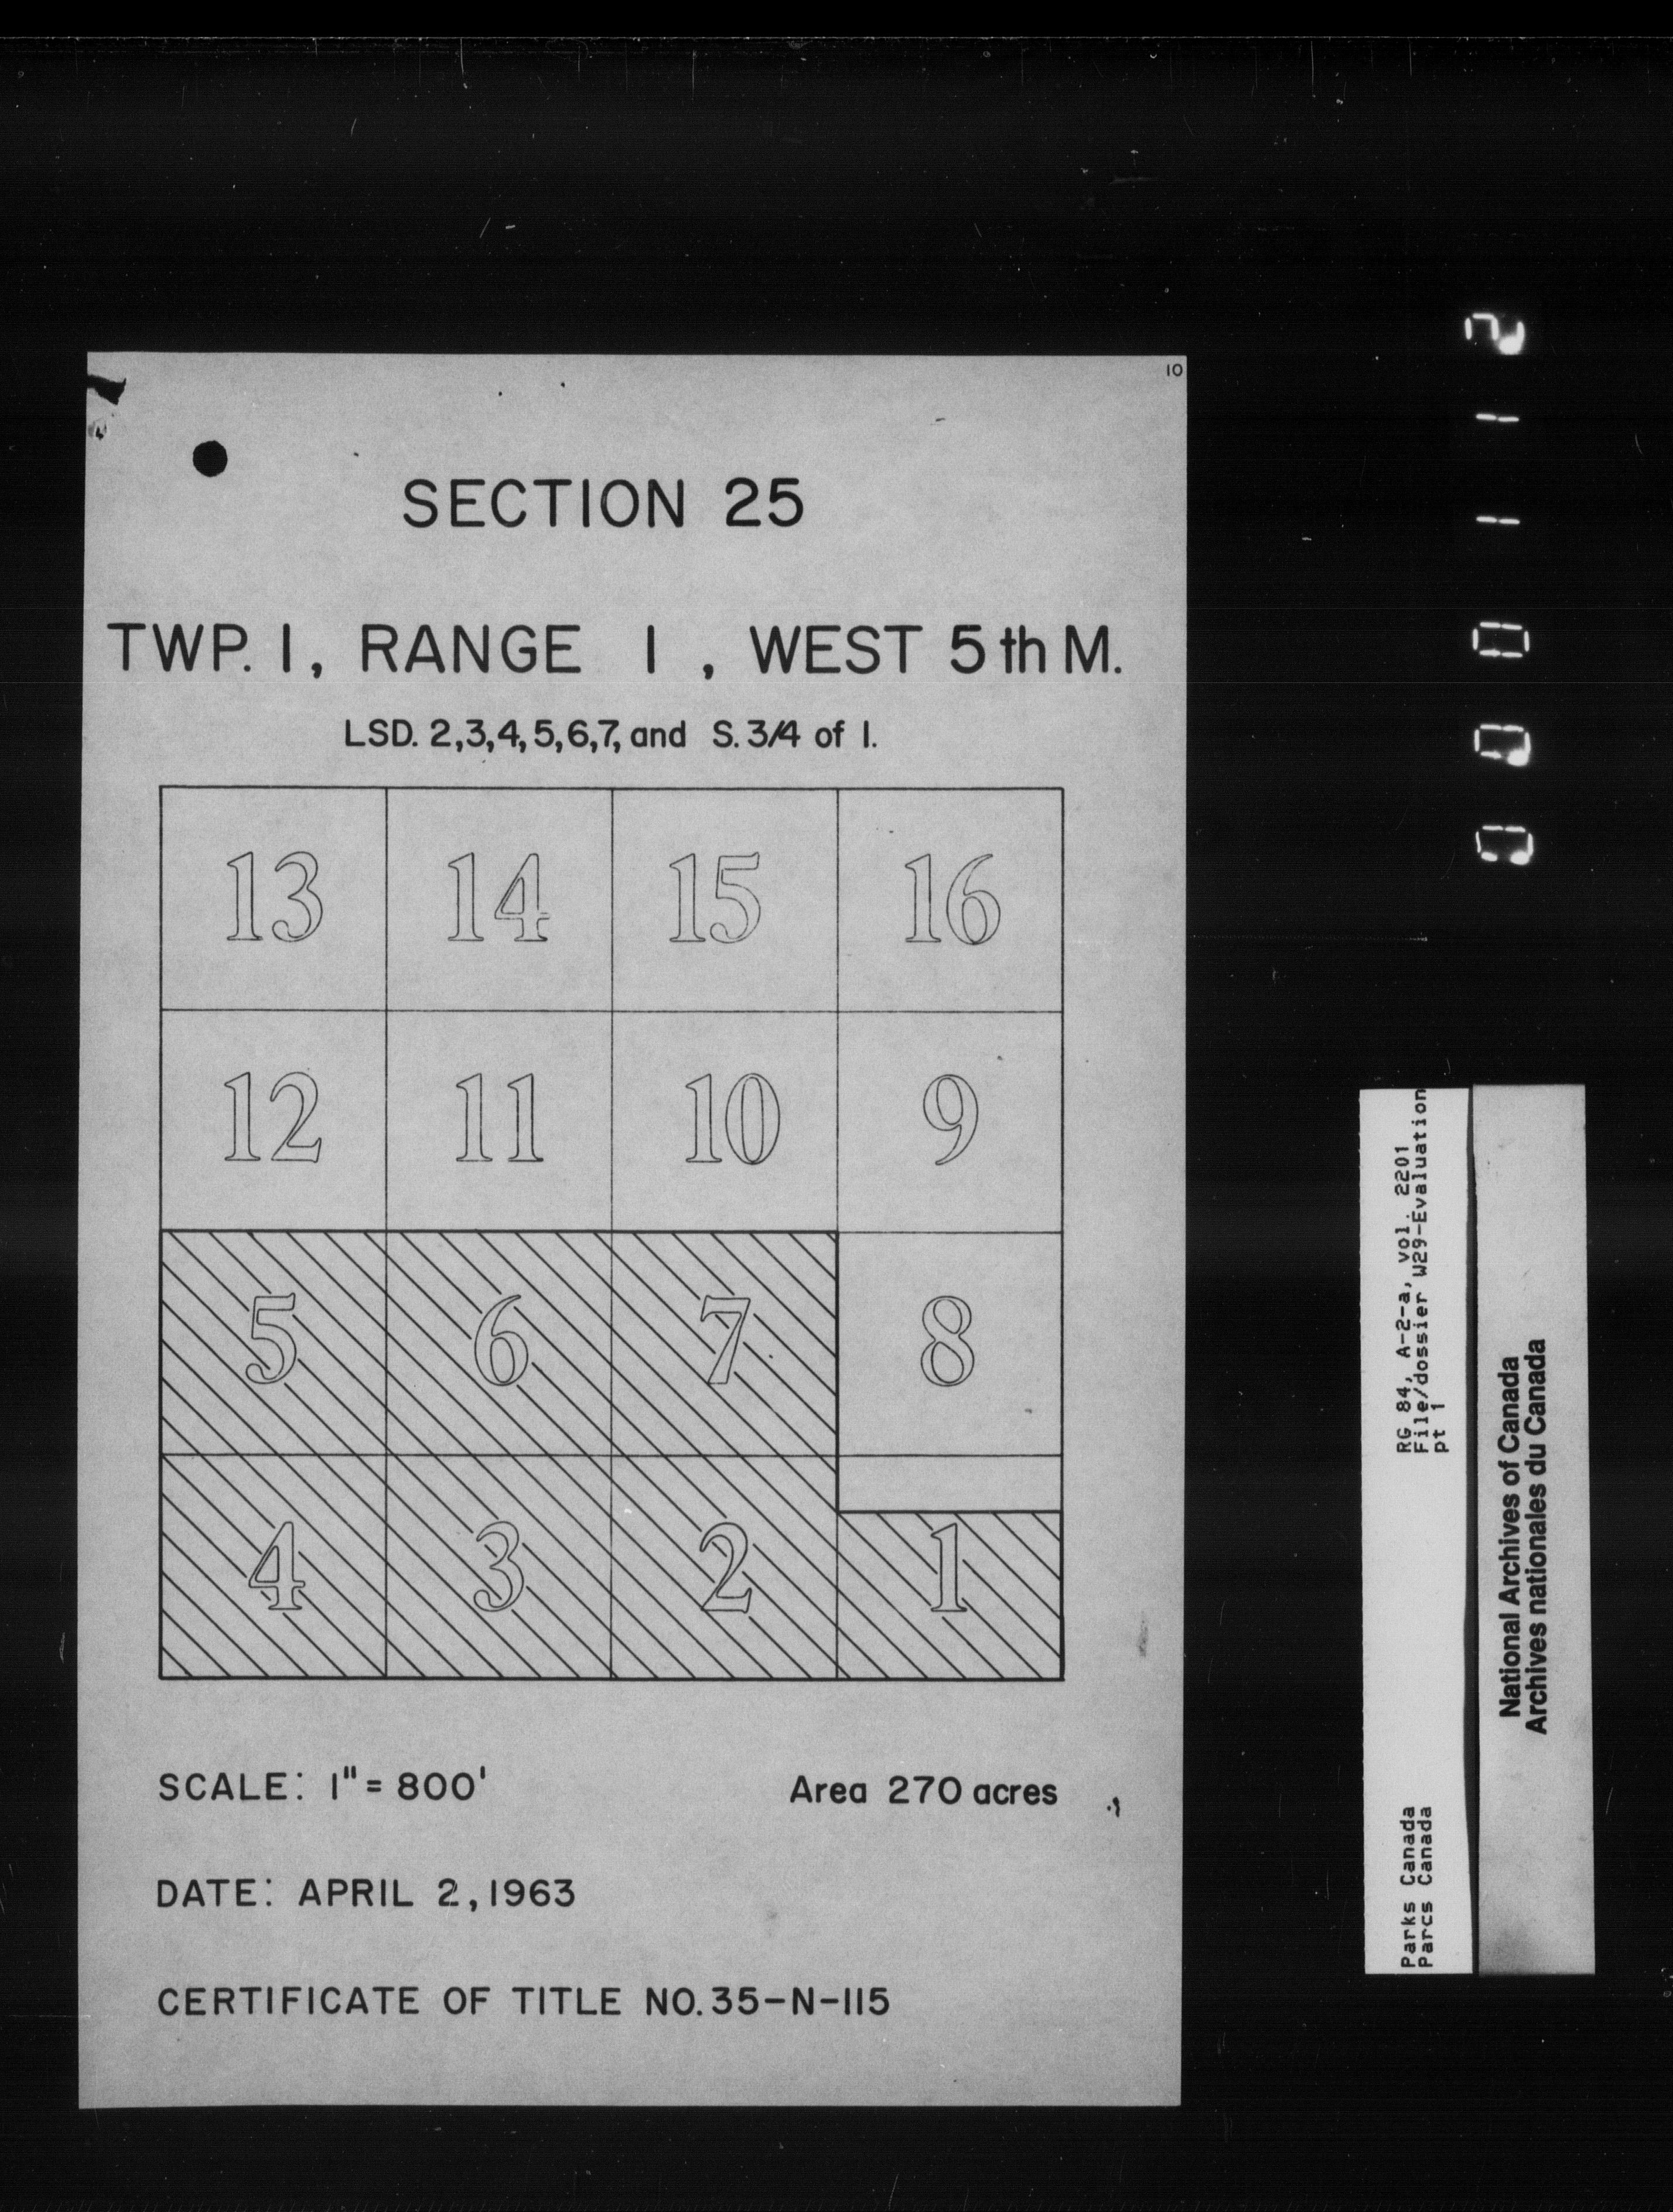 10
SECTION 25
TWP. 1, RANGE 1, WEST 5th M.
LSD. 2,3,4,5,6,7, and S. 3/4 of 1.
13 14 15 16
12 11 10 9
5 6 7 8
4 3 2 1
SCALE: 1" = 800'
Area 270 acres
DATE: APRIL 2, 1963
CERTIFICATE OF TITLE NO. 35-N-115
RG 84, A-2-a, vol. 2201
File/dossier W29-Evaluation
pt 1
Parks Canada
Parcs Canada
National Archives of Canada
Archives nationales du Canada